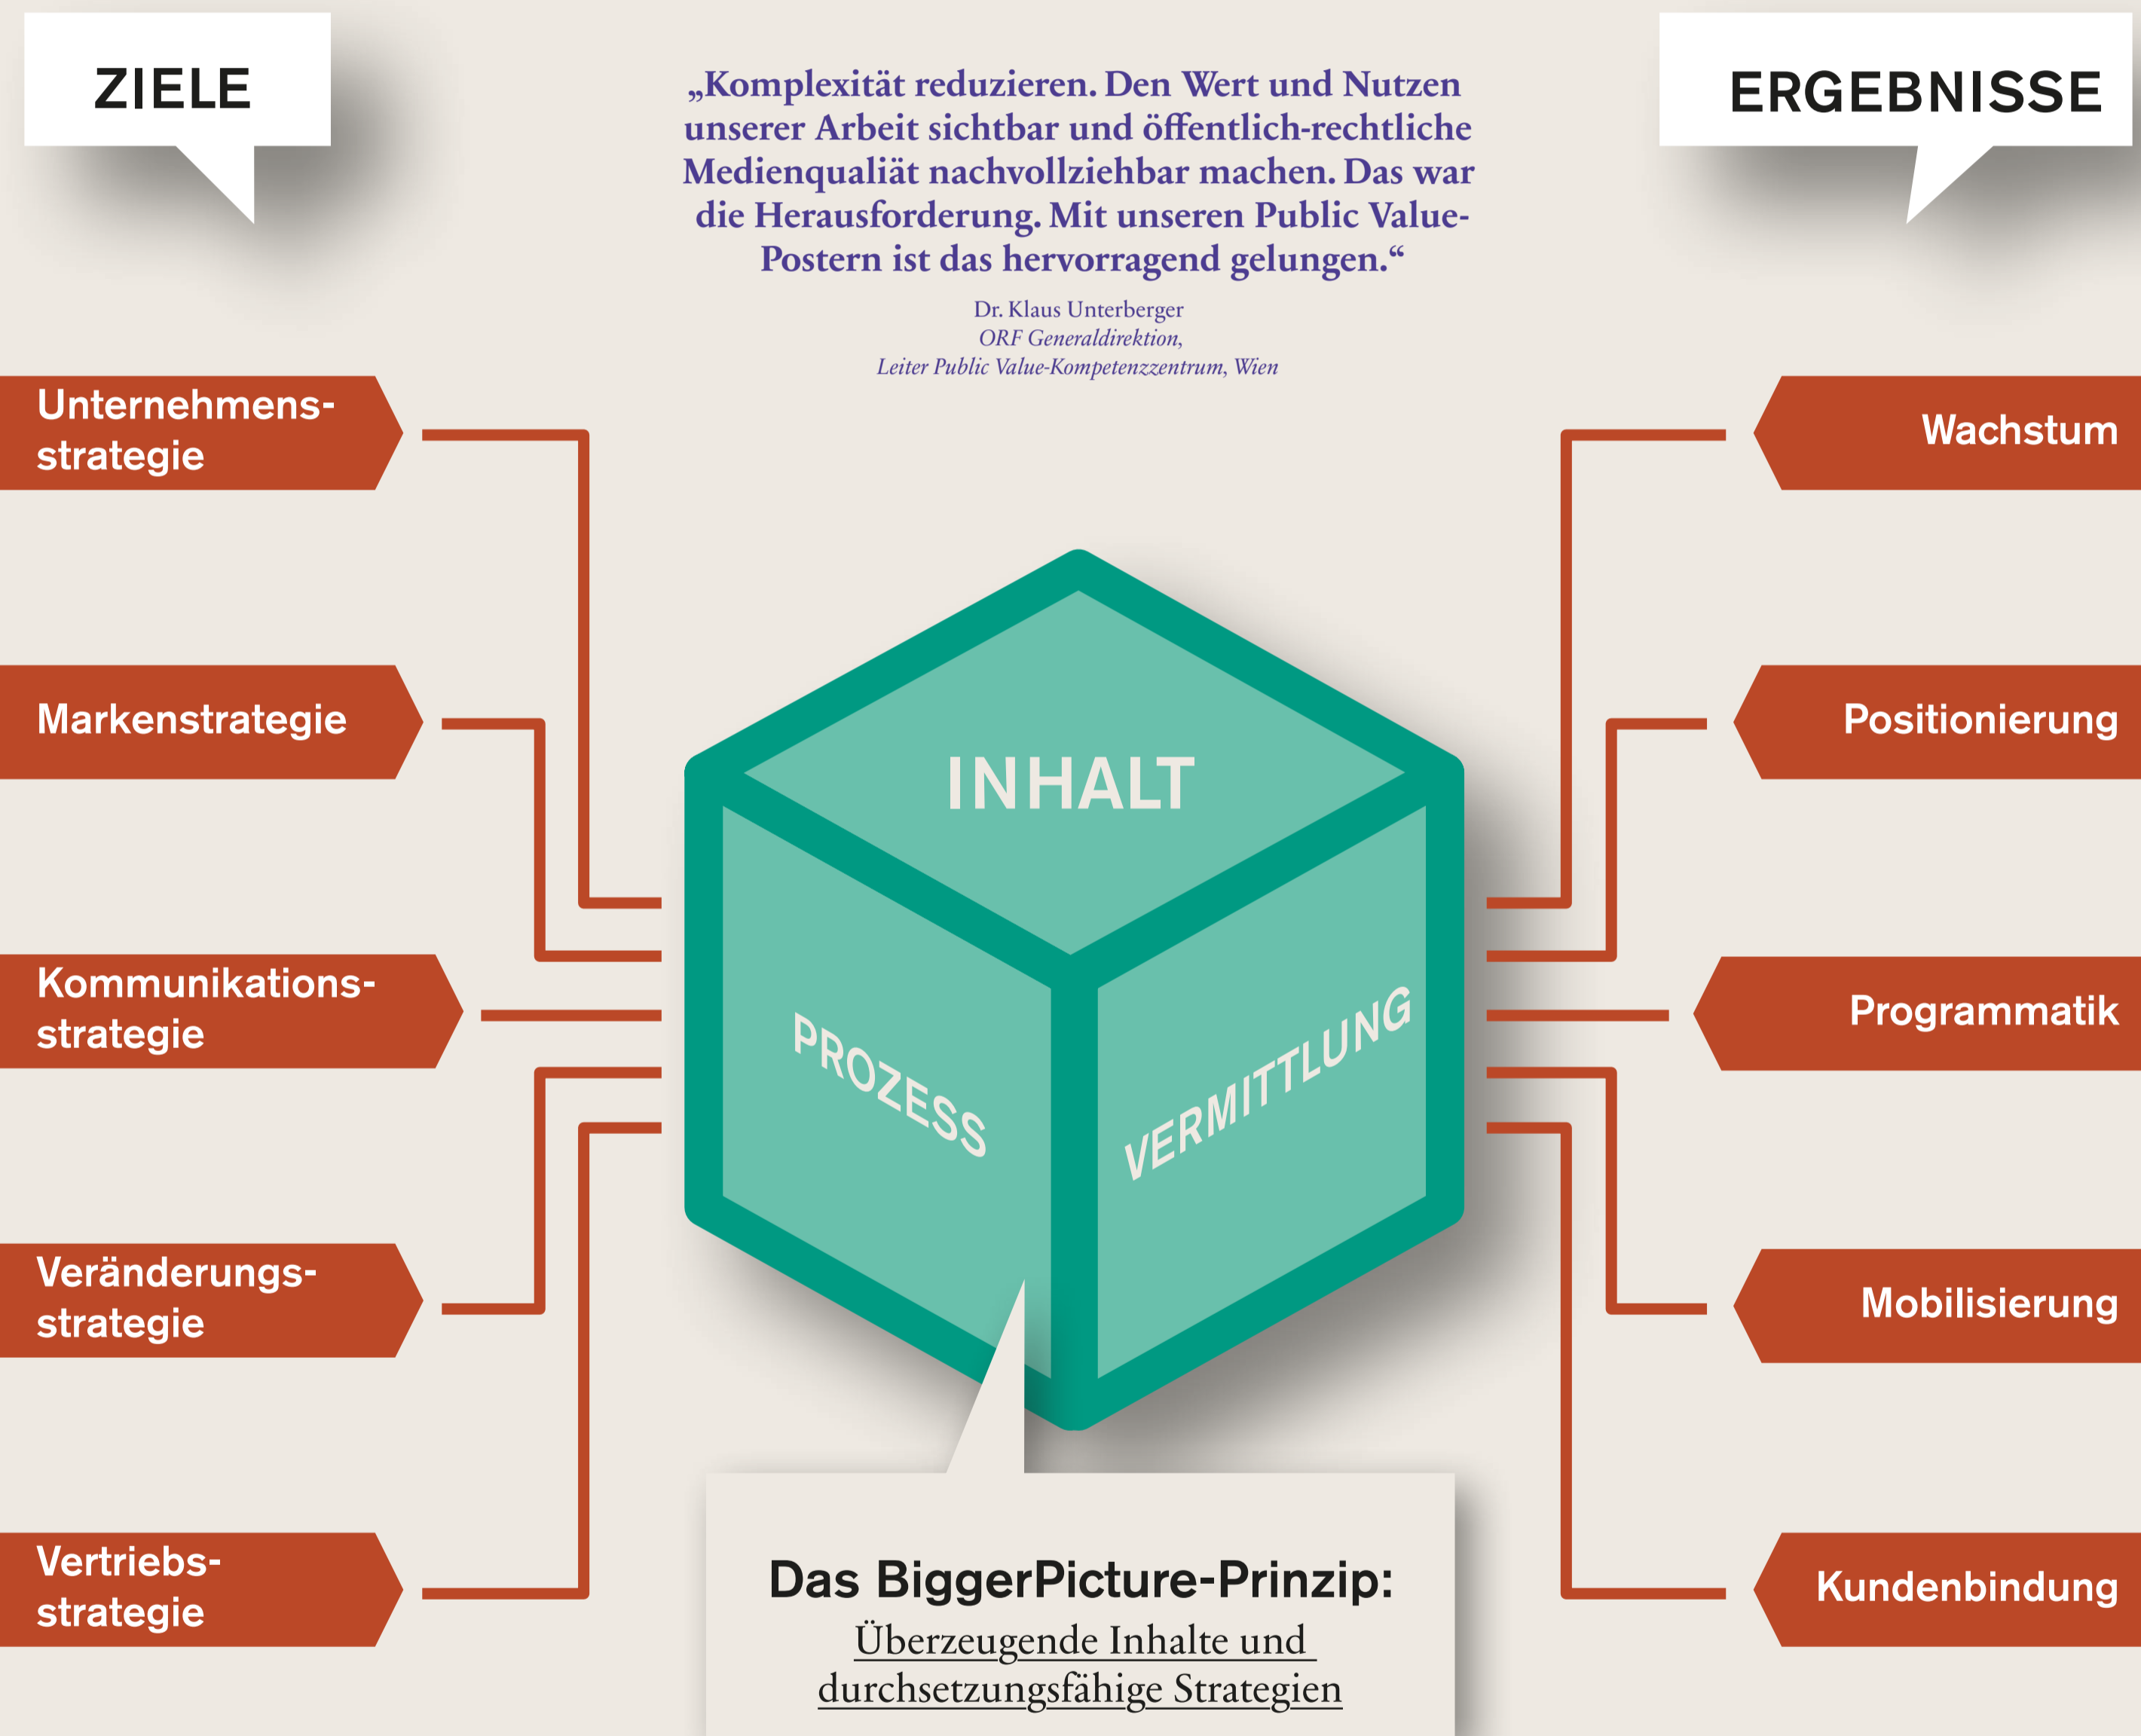 ZIELE
„Komplexität reduzieren. Den Wert und Nutzen
unserer Arbeit sichtbar und öffentlich-rechtliche
Medienqualiät nachvollziehbar machen. Das war
die Herausforderung. Mit unseren Public Value-
Postern ist das hervorragend gelungen.“
Dr. Klaus Unterberger
ORF Generaldirektion,
Leiter Public Value-Kompetenzzentrum, Wien
ERGEBNISSE
Unternehmens-
strategie
Markenstrategie
Kommunikations-
strategie
Veränderungs-
strategie
Vertriebs-
strategie
INHALT
PROZESS
VERMITTLUNG
Wachstum
Positionierung
Programmatik
Mobilisierung
Kundenbindung
Das BiggerPicture-Prinzip:
Überzeugende Inhalte und
durchsetzungsfähige Strategien